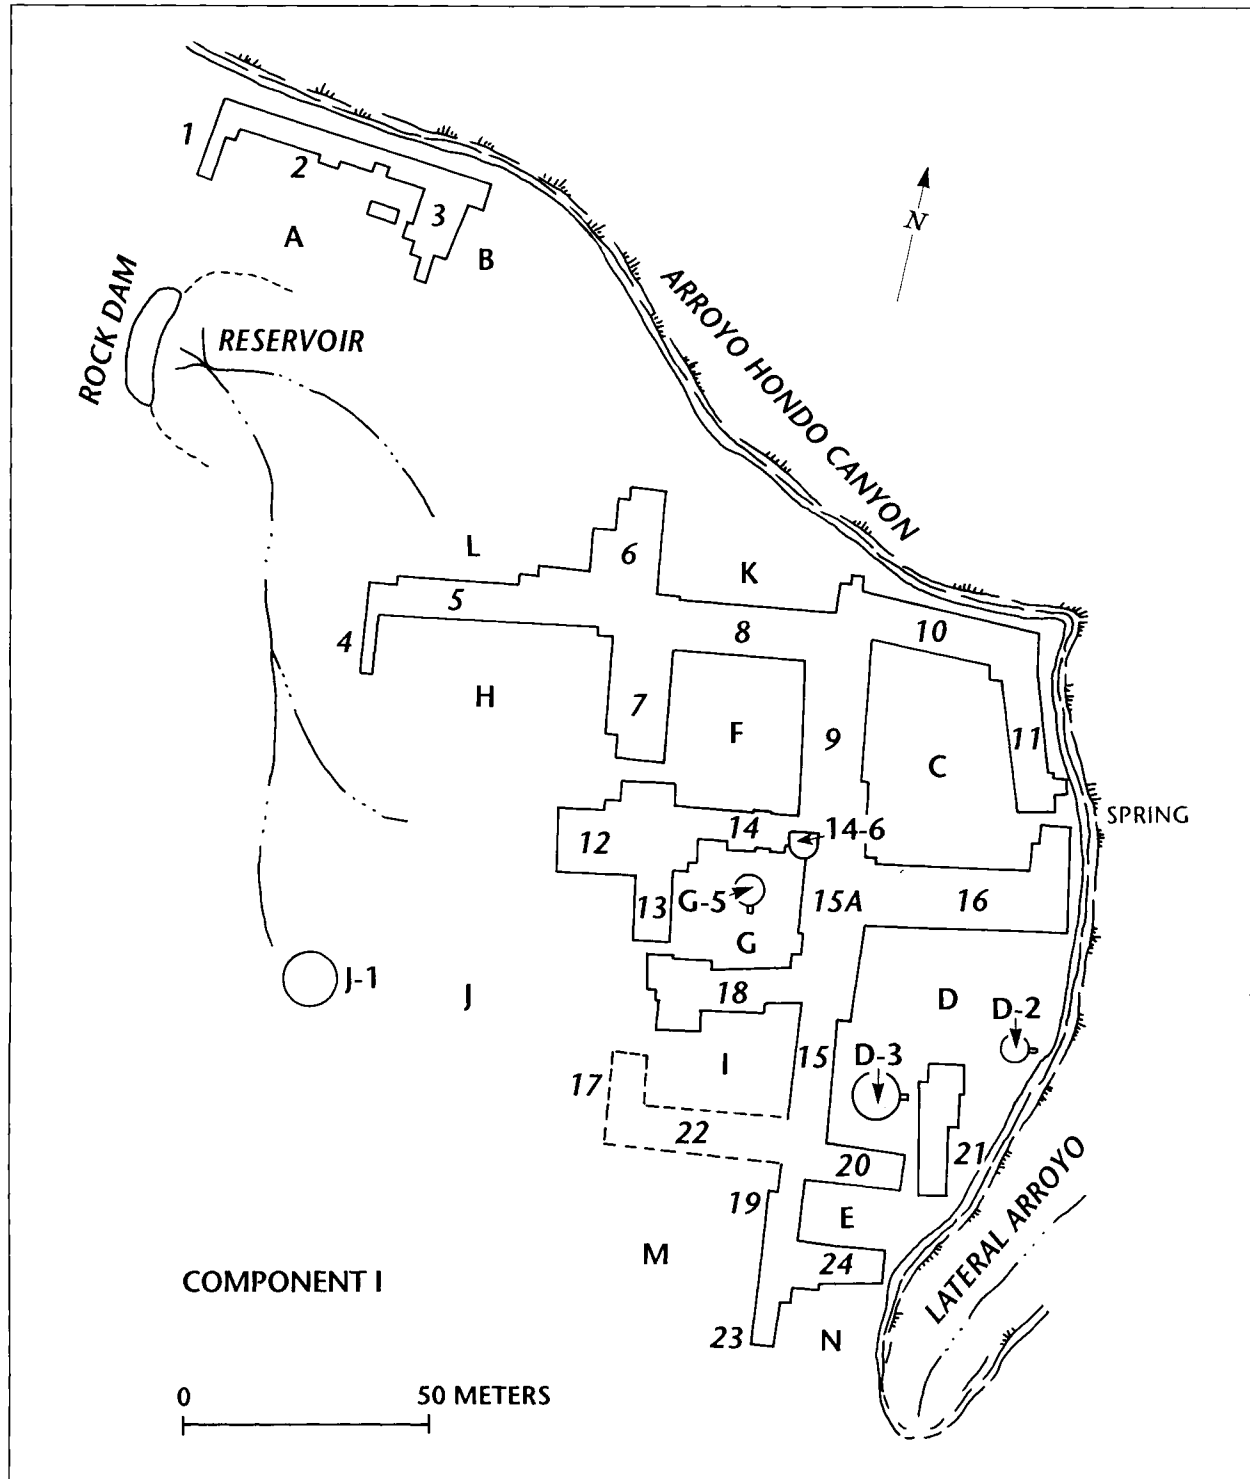 1
2
3
A
B
N
ROCK DAM
RESERVOIR
ARROYO HONDO CANYON
L
K
6
5
8
10
4
H
7
F
9
C
11
SPRING
12
14
14-6
13
G-5
15A
16
G
J-1
J
18
D
D-2
I
15
D-3
17
22
20
21
19
E
M
24
LATERAL ARROYO
COMPONENT I
23
N
0 50 METERS